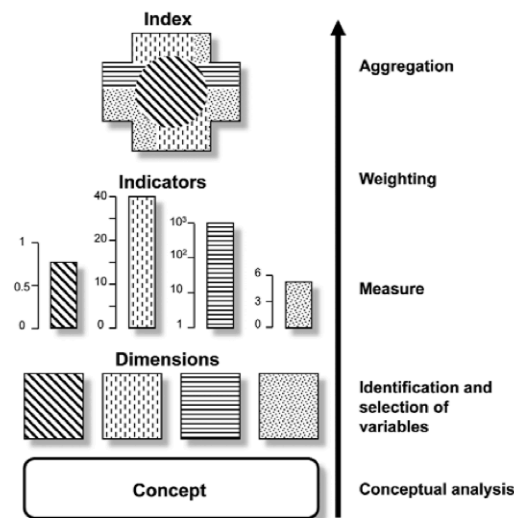 Index
Aggregation
Indicators
Weighting
1
0.5
0
40
40
10
0
10³
10²
10
1
6
3
0
Measure
Dimensions
Identification and
selection of
variables
Concept
Conceptual analysis